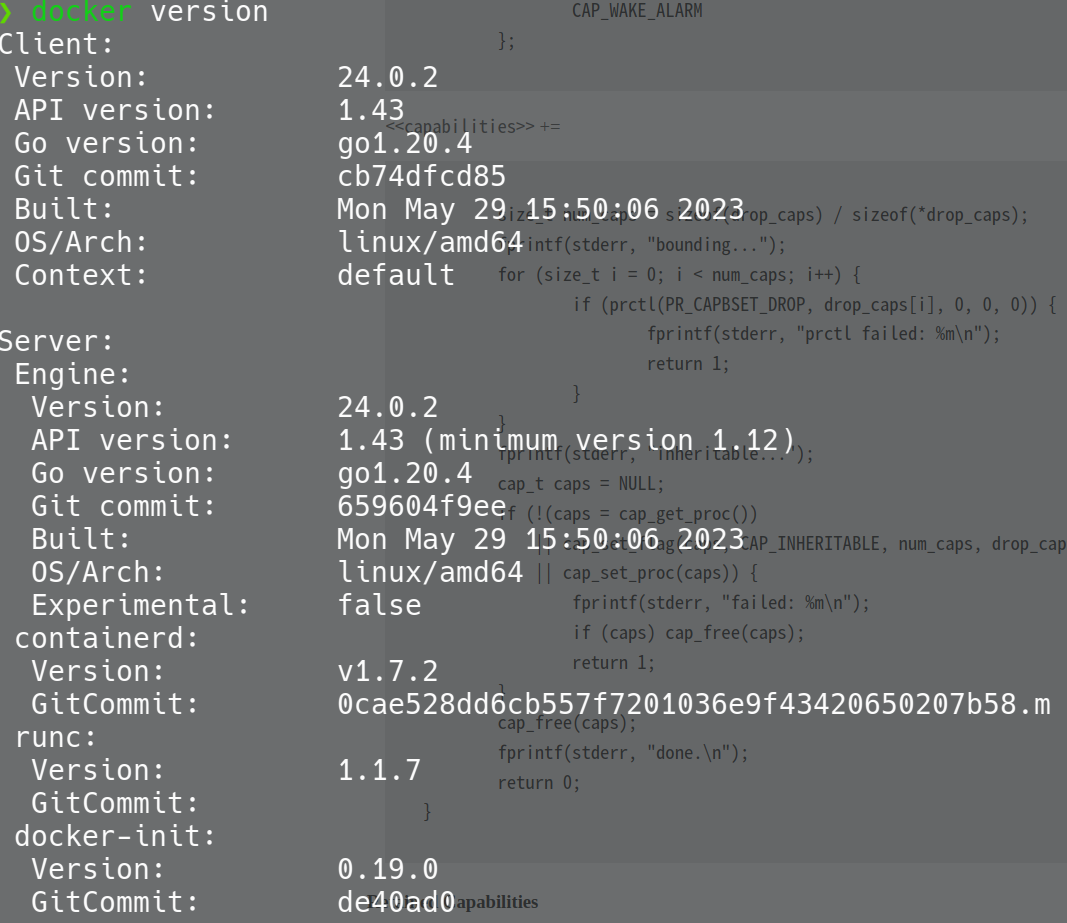 ❯ docker version
Client:
Version: 24.0.2
API version: 1.43
Go version: go1.20.4
Git commit: cb74dfcd85
Built: Mon May 29 15:50:06 2023
OS/Arch: linux/amd64
Context: default
Server:
Engine:
Version: 24.0.2
API version: 1.43 (minimum version 1.12)
Go version: go1.20.4
Git commit: 659604f9ee
Built: Mon May 29 15:50:06 2023
OS/Arch: linux/amd64
Experimental: false
containerd:
Version: v1.7.2
GitCommit: 0cae528dd6cb557f7201036e9f43420650207b58.m
runc:
Version: 1.1.7
GitCommit:
docker-init:
Version: 0.19.0
GitCommit: de40ad0
CAP_WAKE_ALARM
};
<<capabilities>> +=
size_t num_caps = sizeof(drop_caps) / sizeof(*drop_caps);
fprintf(stderr, "bounding...");
for (size_t i = 0; i < num_caps; i++) {
if (prctl(PR_CAPBSET_DROP, drop_caps[i], 0, 0, 0)) {
fprintf(stderr, "prctl failed: %m\n");
return 1;
}
}
fprintf(stderr, "inheritable...");
cap_t caps = NULL;
if (!(caps = cap_get_proc())
|| cap_set_flag(caps, CAP_INHERITABLE, num_caps, drop_cap
|| cap_set_proc(caps)) {
fprintf(stderr, "failed: %m\n");
if (caps) cap_free(caps);
return 1;
}
cap_free(caps);
fprintf(stderr, "done.\n");
return 0;
}
Capabilities